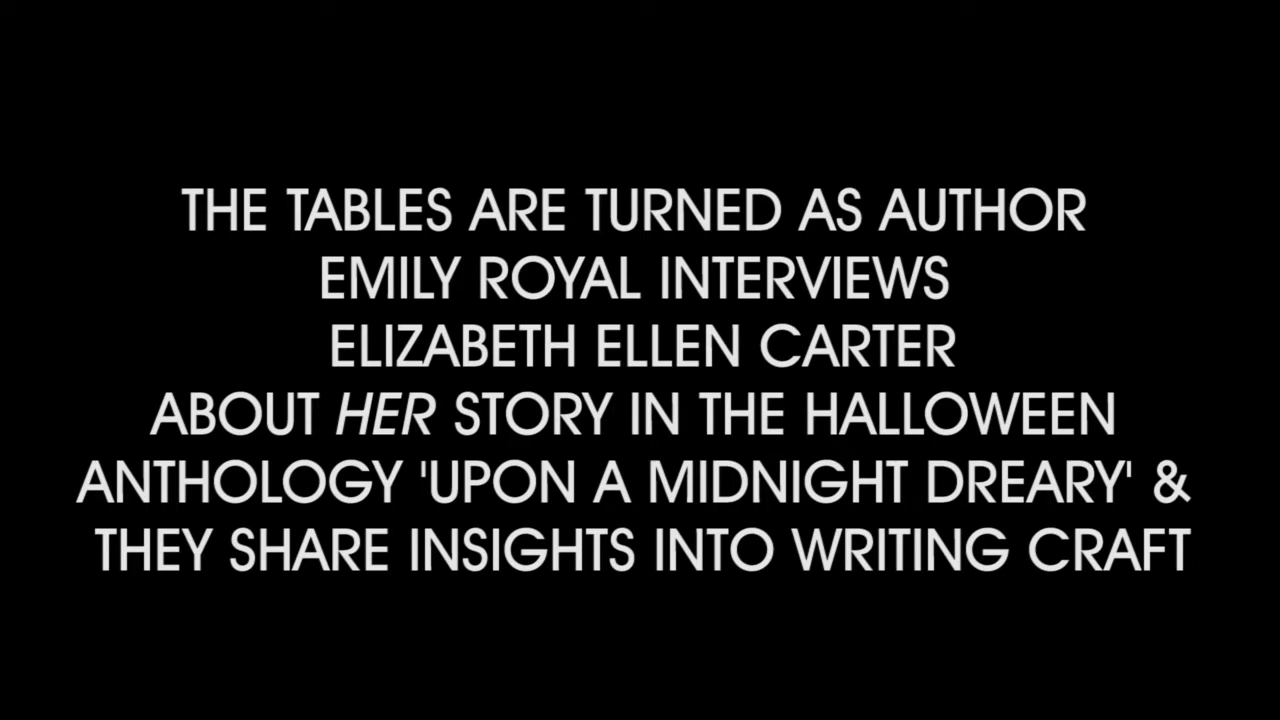 THE TABLES ARE TURNED AS AUTHOR
EMILY ROYAL INTERVIEWS
ELIZABETH ELLEN CARTER
ABOUT HER STORY IN THE HALLOWEEN
ANTHOLOGY 'UPON A MIDNIGHT DREARY' &
THEY SHARE INSIGHTS INTO WRITING CRAFT